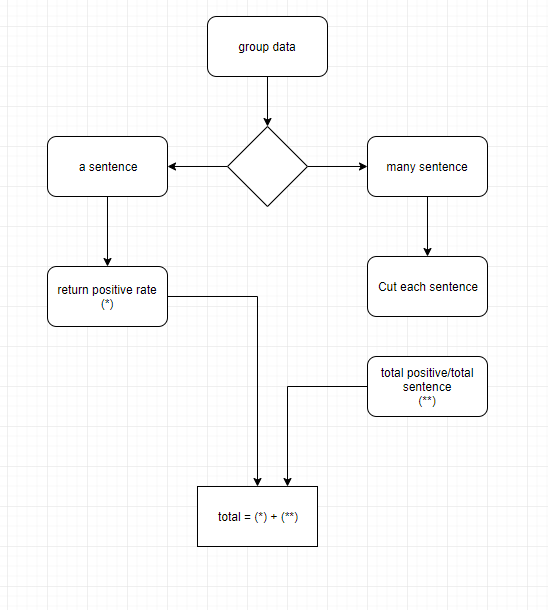 group data
a sentence
many sentence
return positive rate
(*)
Cut each sentence
total positive/total
sentence
(**)
total = (*) + (**)